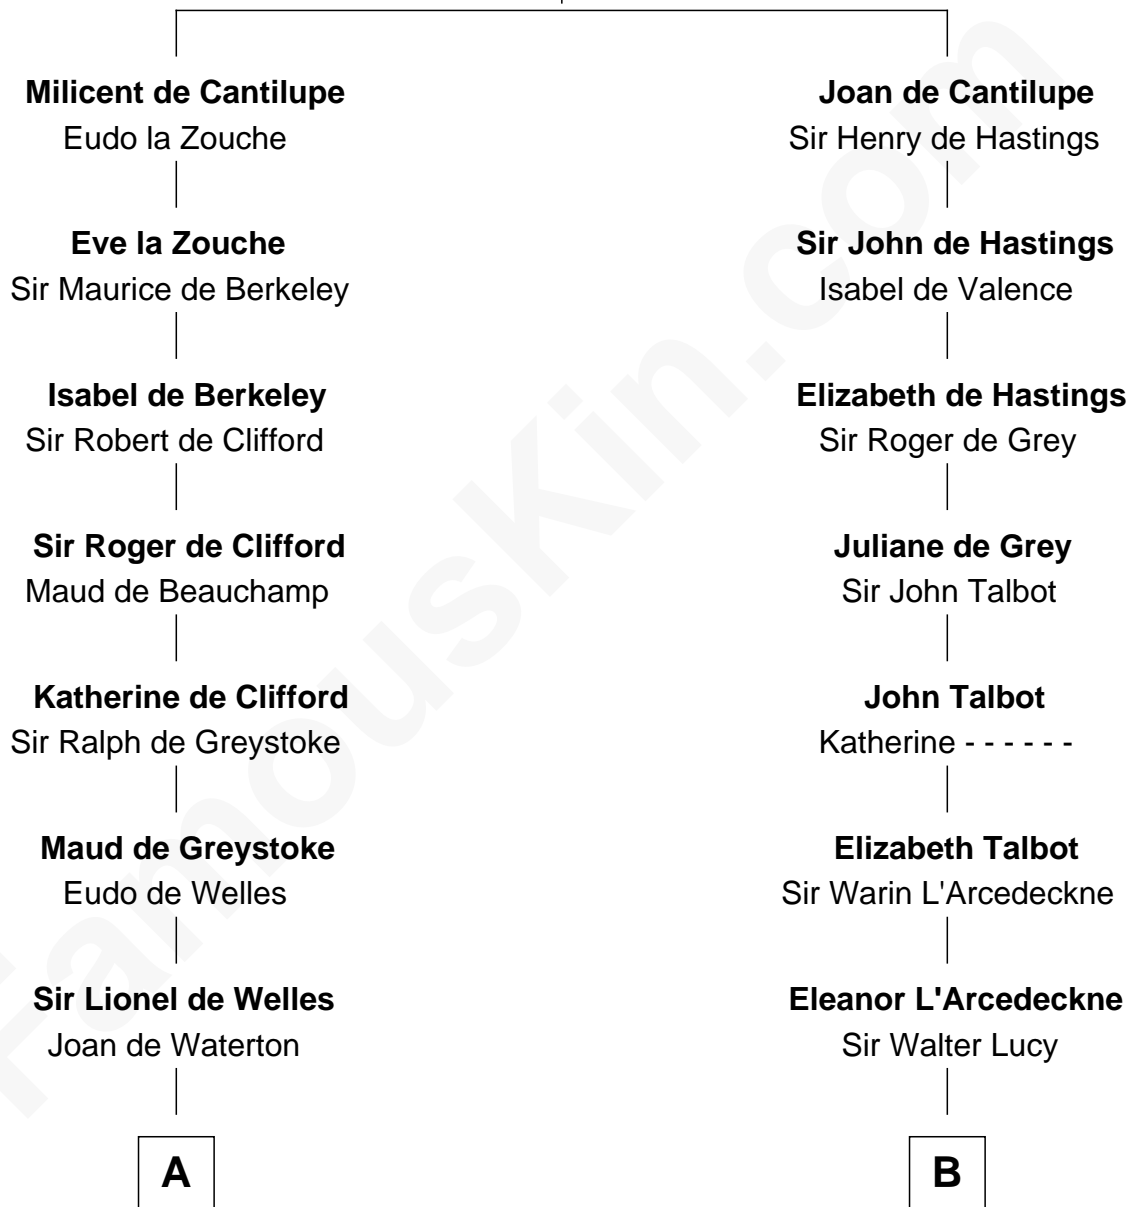 Milicent de Cantilupe
Eudo la Zouche
Eve la Zouche
Sir Maurice de Berkeley
Isabel de Berkeley
Sir Robert de Clifford
Sir Roger de Clifford
Maud de Beauchamp
Katherine de Clifford
Sir Ralph de Greystoke
Maud de Greystoke
Eudo de Welles
Sir Lionel de Welles
Joan de Waterton
A
Joan de Cantilupe
Sir Henry de Hastings
Sir John de Hastings
Isabel de Valence
Elizabeth de Hastings
Sir Roger de Grey
Juliane de Grey
Sir John Talbot
John Talbot
Katherine - - - - - -
Elizabeth Talbot
Sir Warin L'Arcedeckne
Eleanor L'Arcedeckne
Sir Walter Lucy
B
FamousKin.com